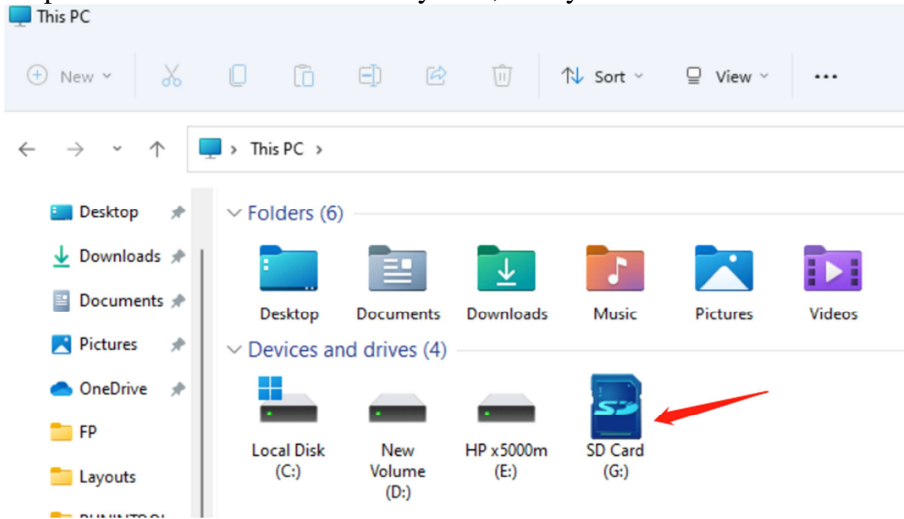 This PC
New
Sort
View
This PC
Desktop
Downloads
Documents
Pictures
OneDrive
FP
Layouts
Folders (6)
Desktop
Documents
Downloads
Music
Pictures
Videos
Devices and drives (4)
Local Disk
(C:)
New
Volume
(D:)
HP x5000m
(E:)
SD
SD Card
(G:)